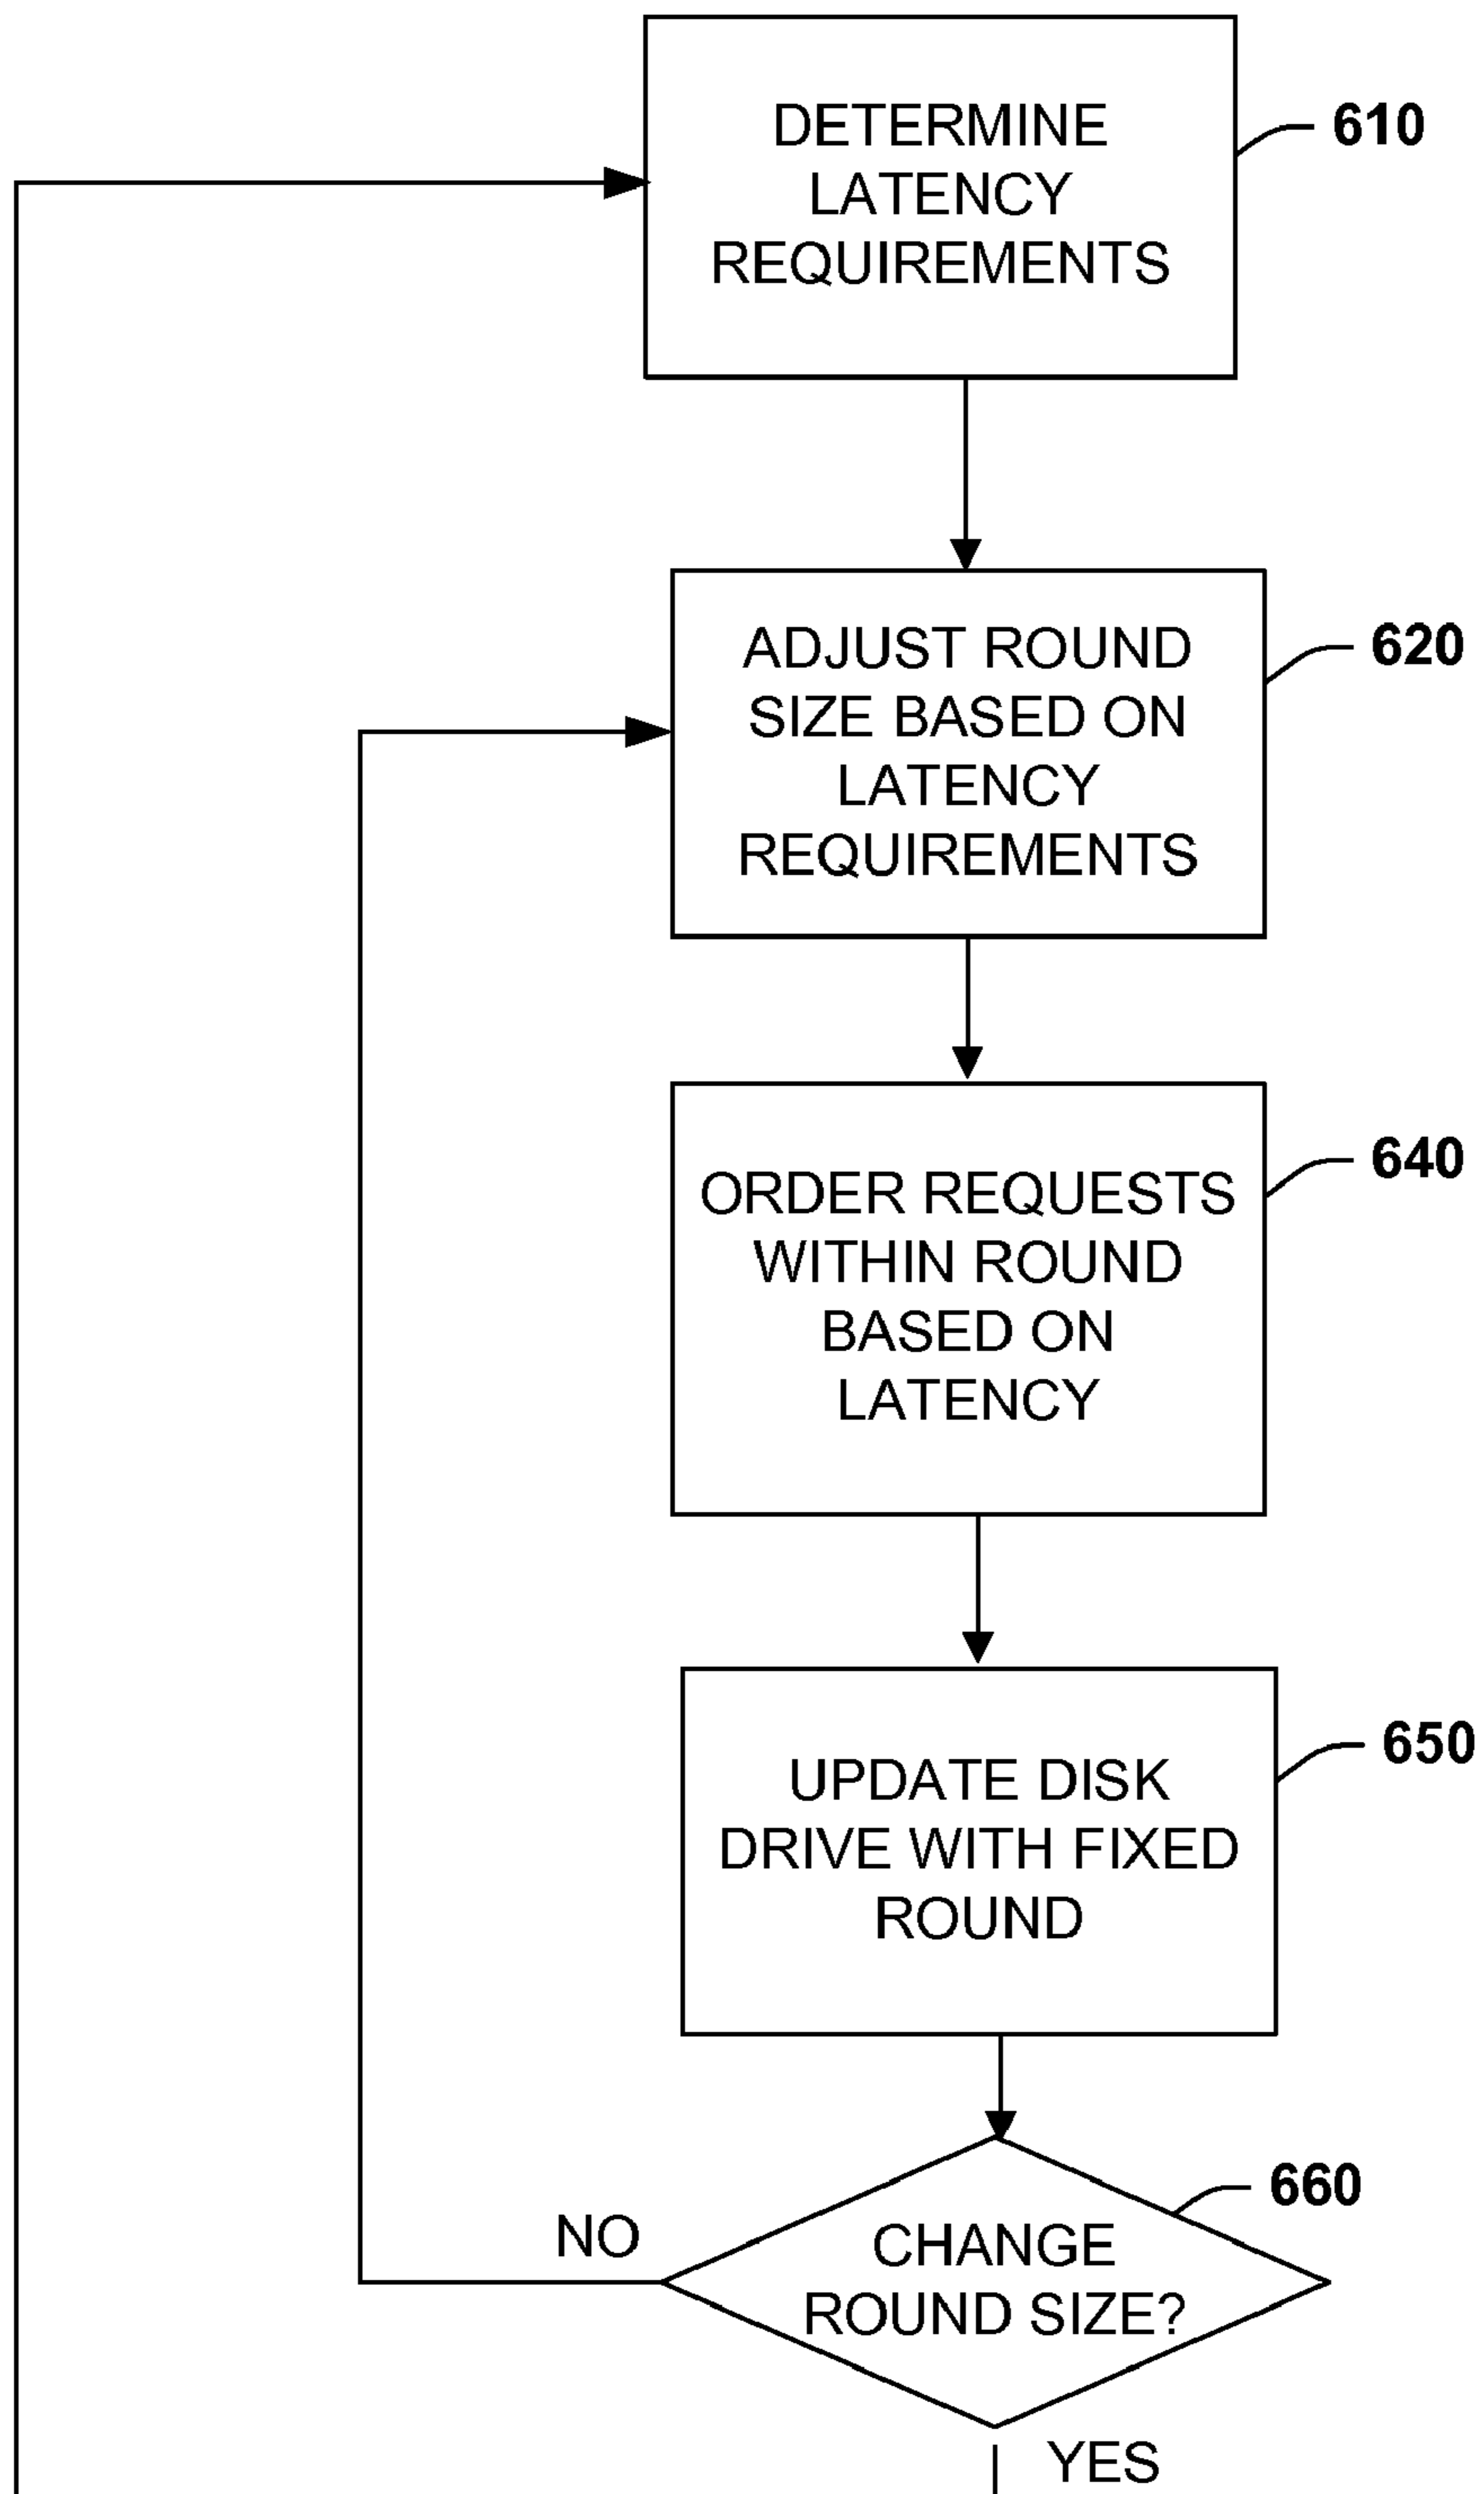 DETERMINE
LATENCY
REQUIREMENTS
610
ADJUST ROUND
SIZE BASED ON
LATENCY
REQUIREMENTS
620
ORDER REQUESTS
WITHIN ROUND
BASED ON
LATENCY
640
UPDATE DISK
DRIVE WITH FIXED
ROUND
650
CHANGE
ROUND SIZE?
660
NO
YES